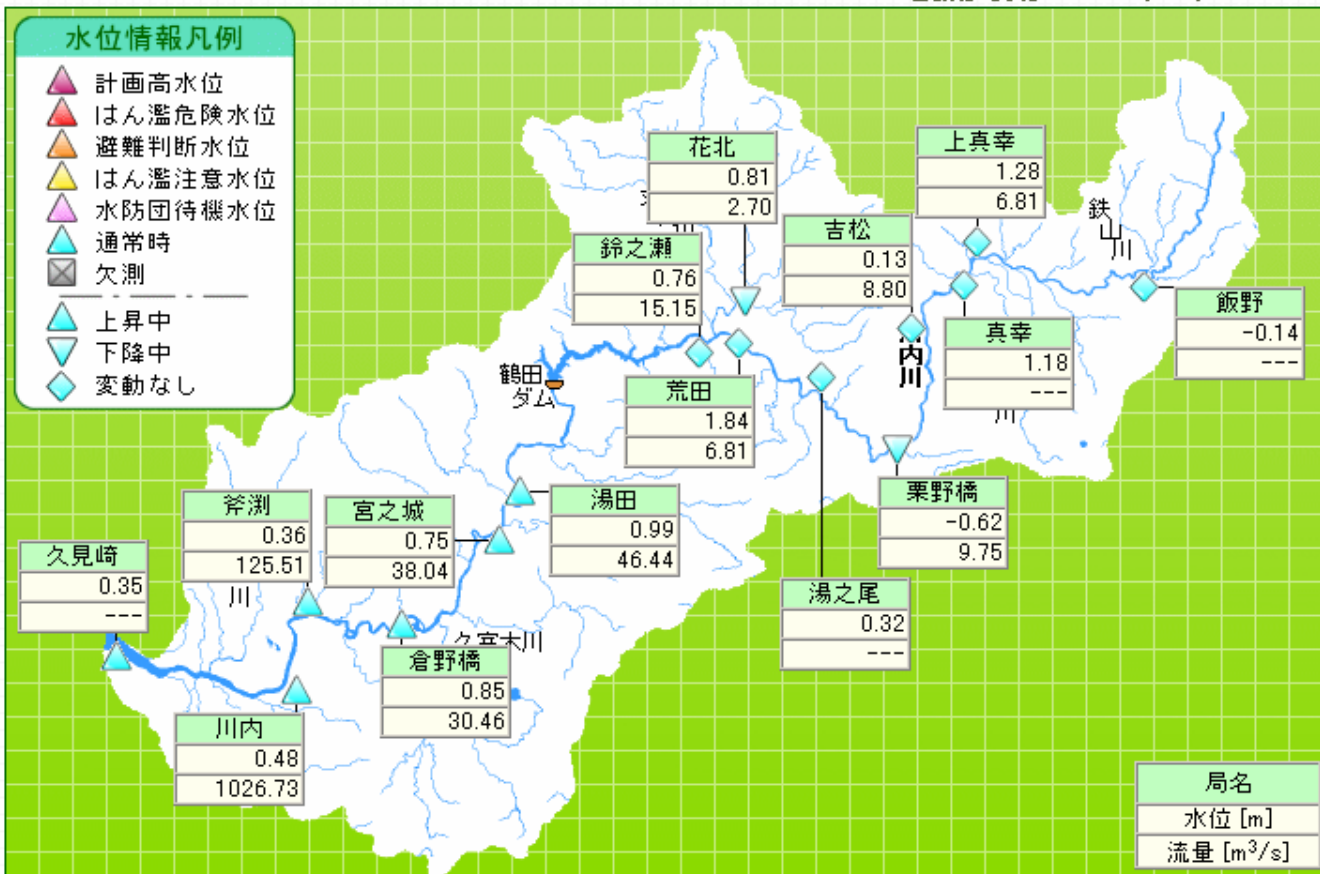 水位情報凡例
計画高水位
はん濫危険水位
避難判断水位
はん濫注意水位
水防団待機水位
通常時
欠測
上昇中
下降中
変動なし
花北
0.81
2.70
上真幸
1.28
6.81
鉄山川
吉松
0.13
8.80
鈴之瀬
0.76
15.15
飯野
-0.14
---
真幸
1.18
---
川
内川
鶴田
ダム
荒田
1.84
6.81
栗野橋
-0.62
9.75
湯田
0.99
46.44
斧渕
0.36
125.51
川
宮之城
0.75
38.04
久見崎
0.35
---
湯之尾
0.32
---
倉野橋
0.85
30.46
川内
0.48
1026.73
局名
水位 [m]
流量 [m³/s]